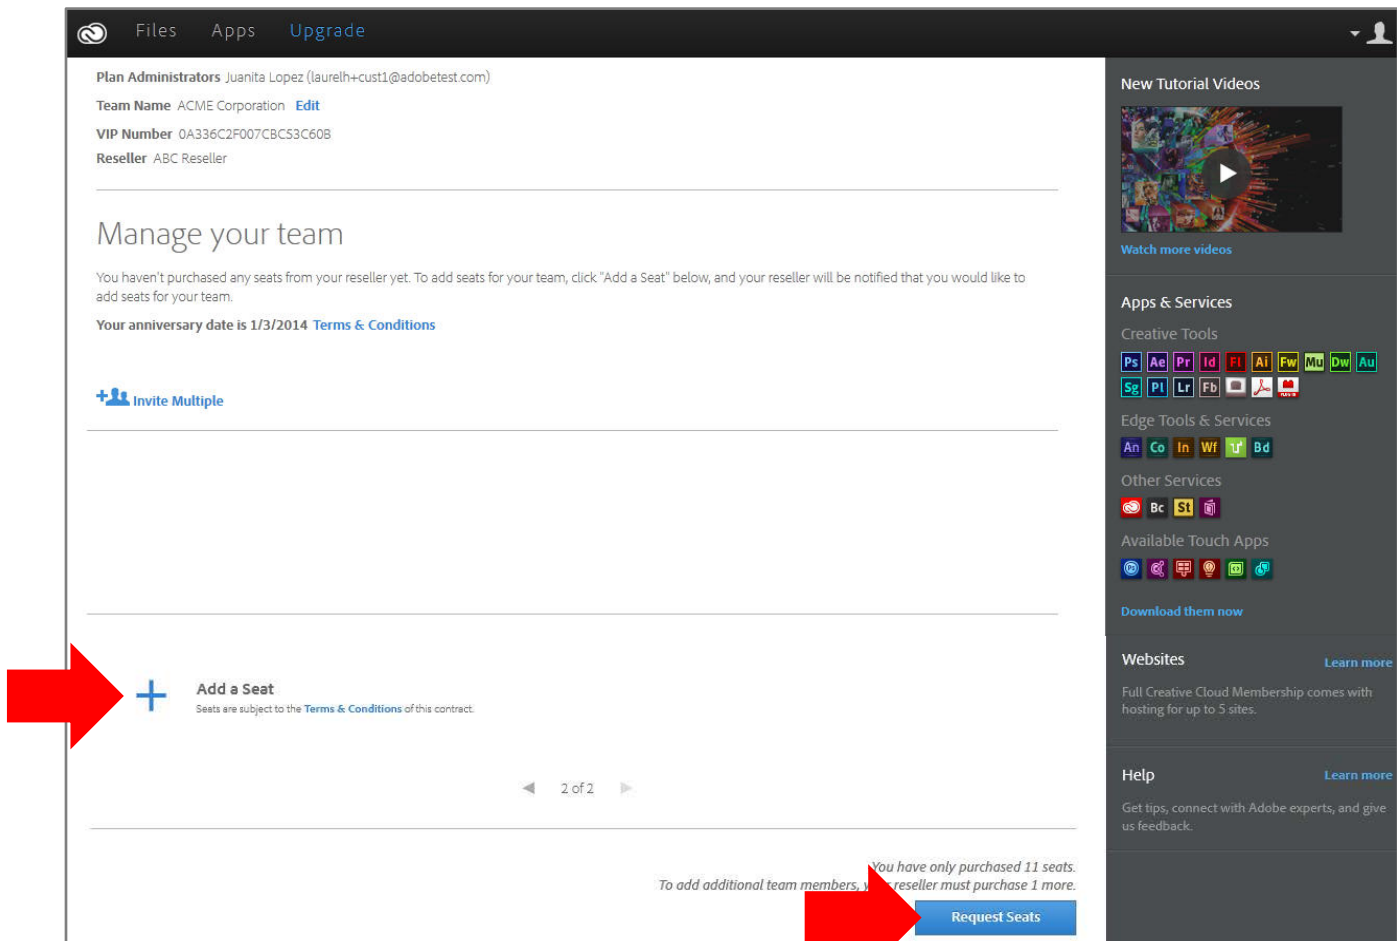 Files Apps Upgrade
Plan Administrators Juanita Lopez (laurelh+cust1@adobetest.com)
Team Name ACME Corporation Edit
VIP Number 0A336C2F007CBC53C60B
Reseller ABC Reseller
Manage your team
You haven't purchased any seats from your reseller yet. To add seats for your team, click "Add a Seat" below, and your reseller will be notified that you would like to
add seats for your team.
Your anniversary date is 1/3/2014 Terms & Conditions
Invite Multiple
Add a Seat
Seats are subject to the Terms & Conditions of this contract.
2 of 2
You have only purchased 11 seats.
To add additional team members, reseller must purchase 1 more.
Request Seats
New Tutorial Videos
Watch more videos
Apps & Services
Creative Tools
Ps Ae Pr Id Fl Ai Fw Mu Dw Au
Sg Pl Lr Fb
Edge Tools & Services
An Co In Wf Bd
Other Services
Bc St
Available Touch Apps
Download them now
Websites Learn more
Full Creative Cloud Membership comes with
hosting for up to 5 sites.
Help Learn more
Get tips, connect with Adobe experts, and give
us feedback.